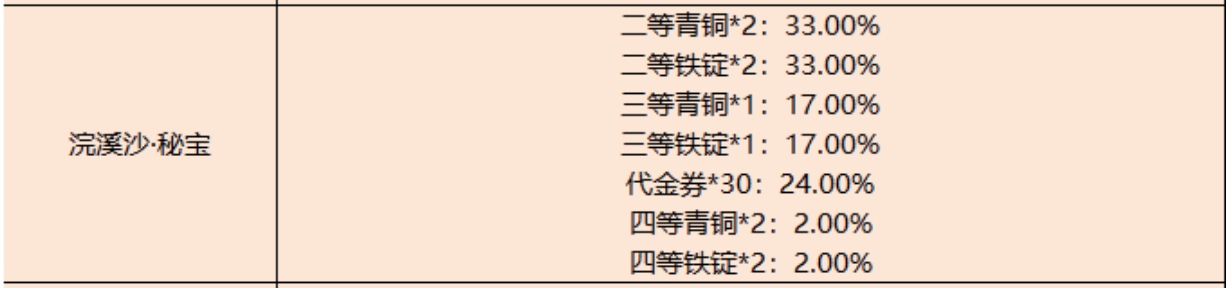 浣溪沙·秘宝
二等青铜*2：33.00%
二等铁锭*2：33.00%
三等青铜*1：17.00%
三等铁锭*1：17.00%
代金券*30：24.00%
四等青铜*2：2.00%
四等铁锭*2：2.00%